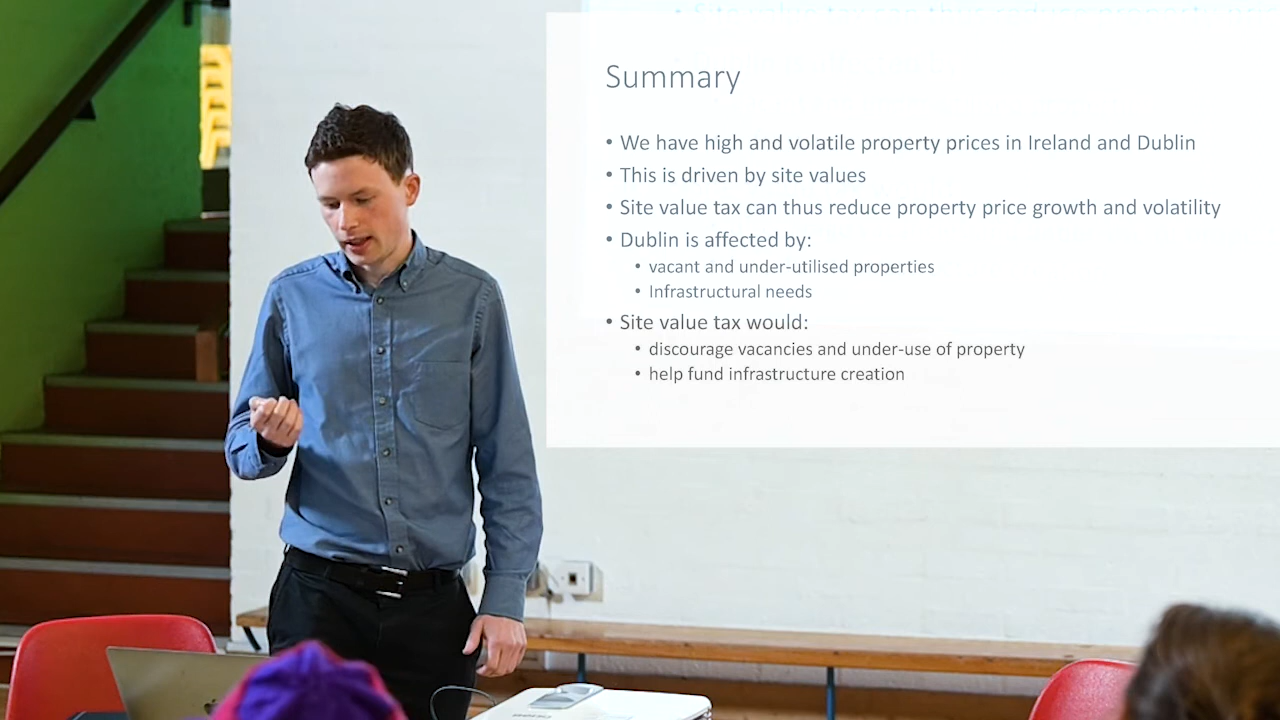 Summary
• We have high and volatile property prices in Ireland and Dublin
• This is driven by site values
• Site value tax can thus reduce property price growth and volatility
• Dublin is affected by:
• vacant and under-utilised properties
• Infrastructural needs
• Site value tax would:
• discourage vacancies and under-use of property
• help fund infrastructure creation